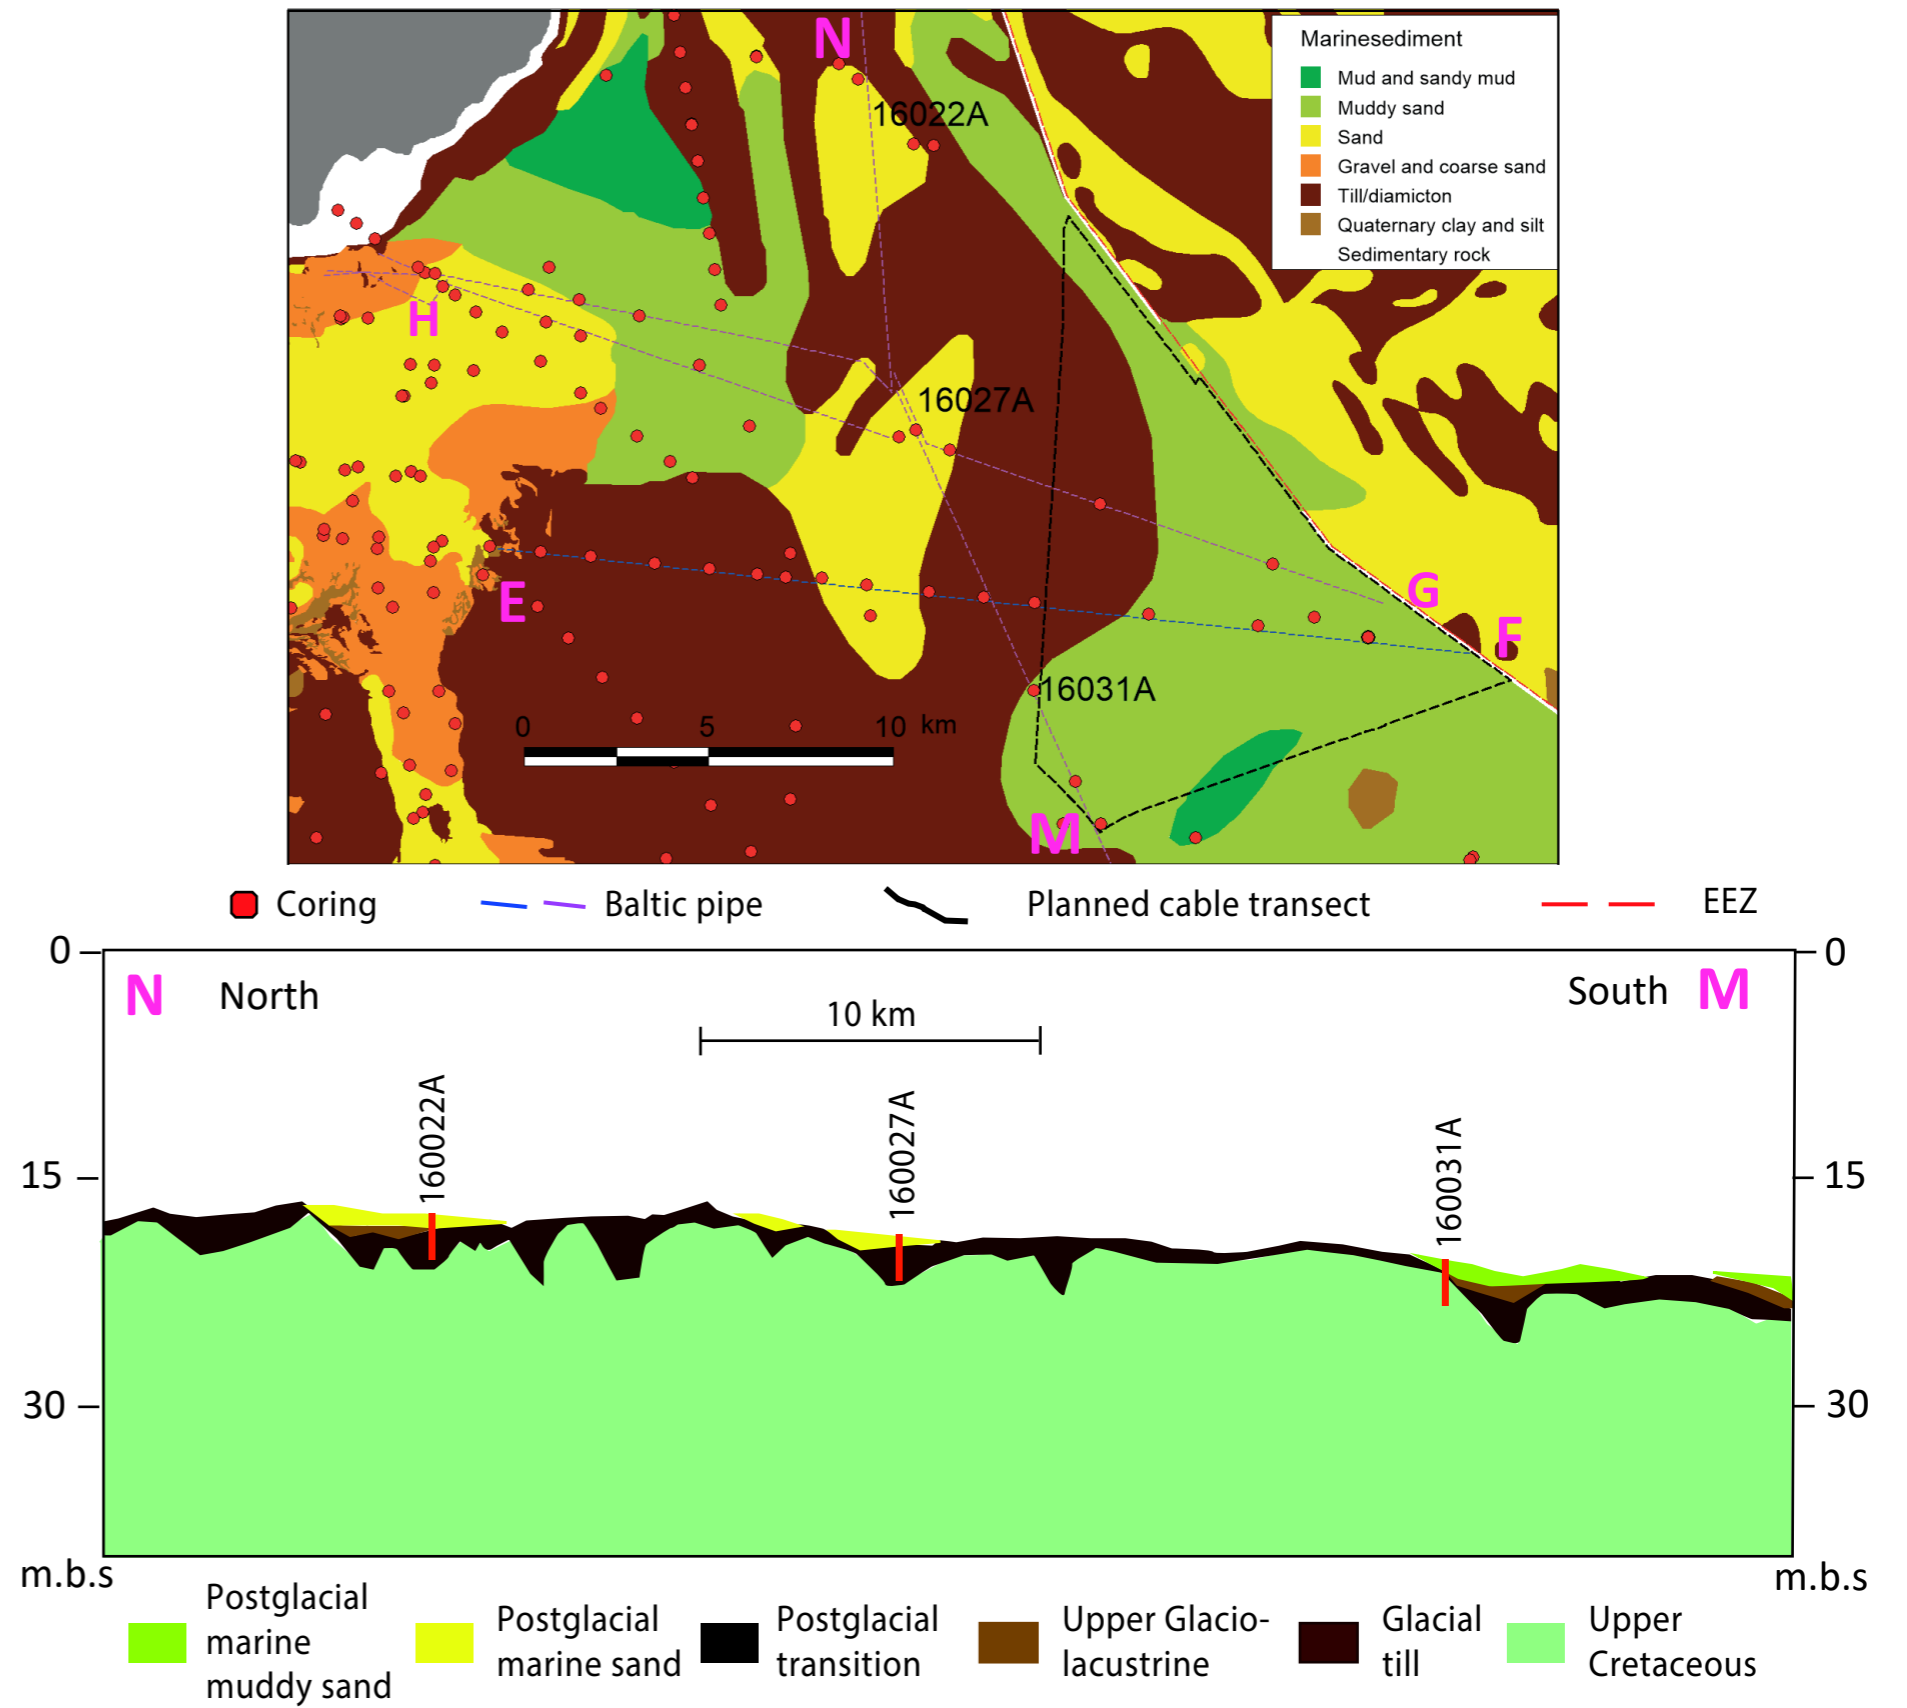 N
Marinesediment
Mud and sandy mud
Muddy sand
Sand
Gravel and coarse sand
Till/diamicton
Quaternary clay and silt
Sedimentary rock
16022A
H
16027A
E
G
F
16031A
0 5 10 km
M
Coring
Baltic pipe
Planned cable transect
EEZ
0
0
N North
South M
10 km
160022A
160027A
160031A
15
15
30
30
m.b.s
m.b.s
Postglacial
marine
muddy sand
Postglacial
marine sand
Postglacial
transition
Upper Glacio-
lacustrine
Glacial
till
Upper
Cretaceous